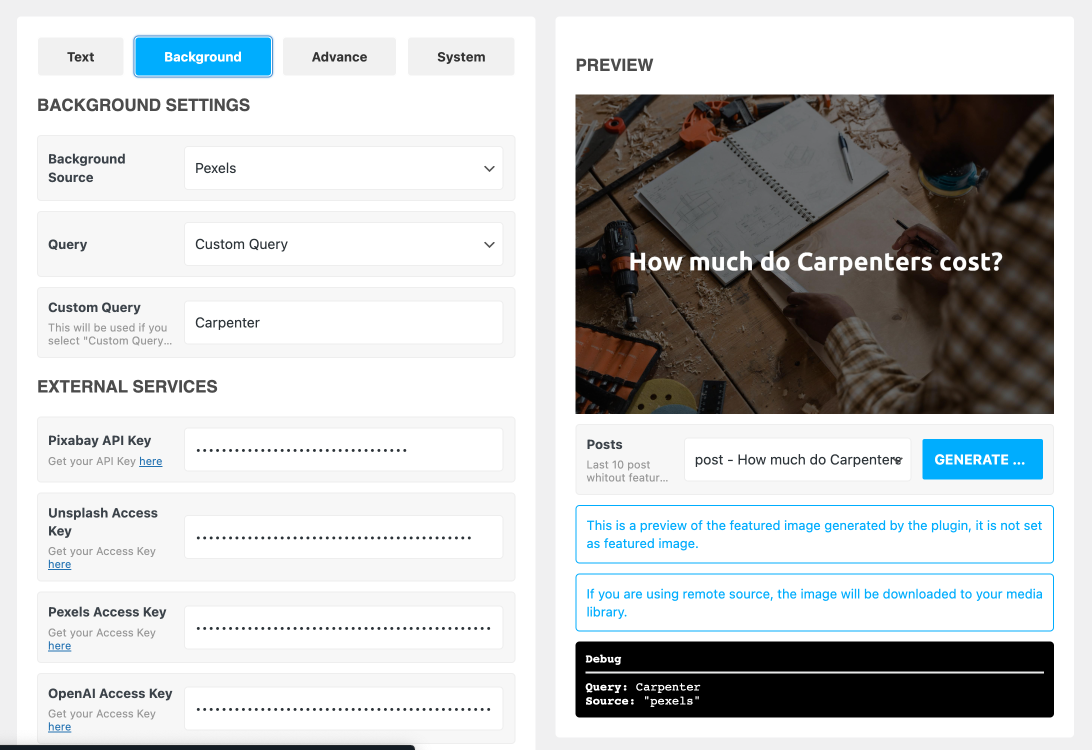 Text
Background
Advance
System
BACKGROUND SETTINGS
Background
Source
Pexels
Query
Custom Query
Custom Query
This will be used if you
select "Custom Query...
Carpenter
EXTERNAL SERVICES
Pixabay API Key
Get your API Key here
Unsplash Access
Key
Get your Access Key
here
Pexels Access Key
Get your Access Key
here
OpenAI Access Key
Get your Access Key
here
PREVIEW
How much do Carpenters cost?
Posts
Last 10 post
whitout featur...
post - How much do Carpenters
GENERATE ...
This is a preview of the featured image generated by the plugin, it is not set
as featured image.
If you are using remote source, the image will be downloaded to your media
library.
Debug
Query: Carpenter
Source: "pexels"